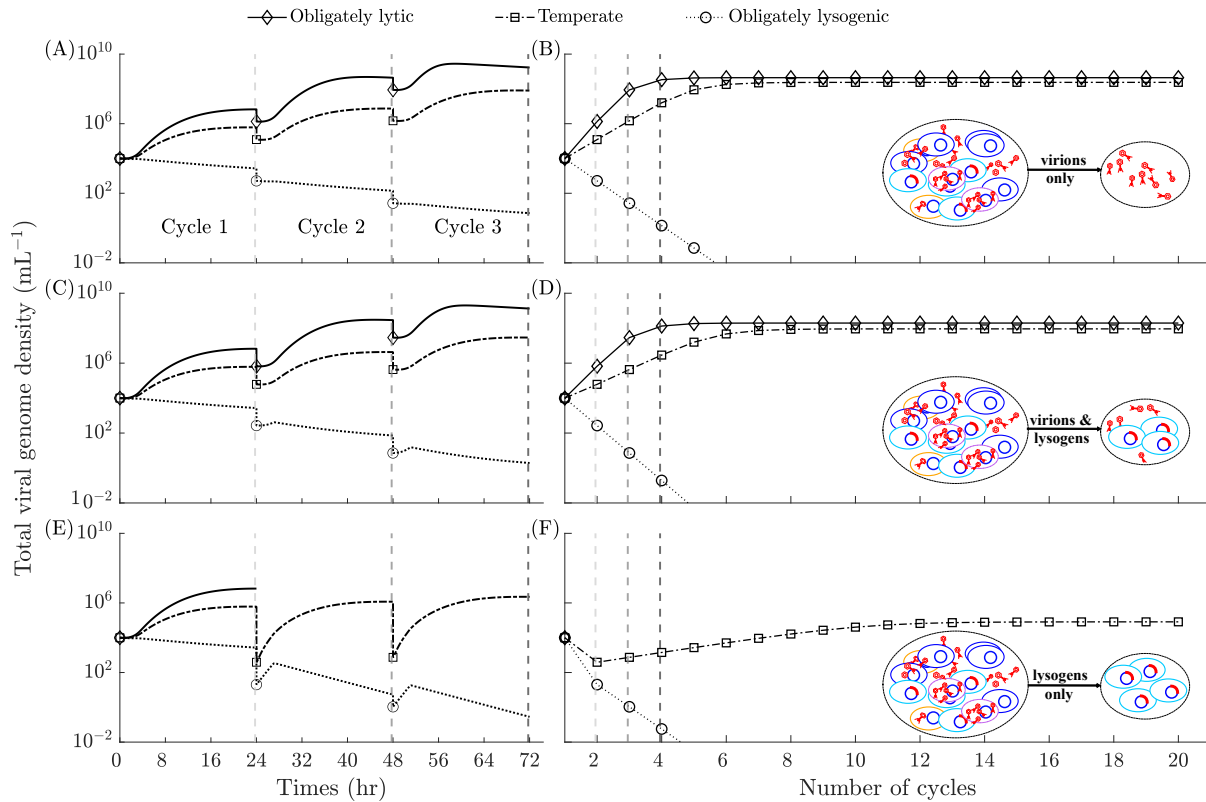 Obligately lytic Temperate Obligately lysogenic
(A) (B)
10^10
10^6
10^2
10^−2
Cycle 1 Cycle 2 Cycle 3
virions
only
(C) (D)
10^10
10^6
10^2
10^−2
virions &
lysogens
(E) (F)
10^10
10^6
10^2
10^−2
lysogens
only
0 8 16 24 32 40 48 56 64 72
2 4 6 8 10 12 14 16 18 20
Times (hr)
Number of cycles
Total viral genome density (mL^−1)